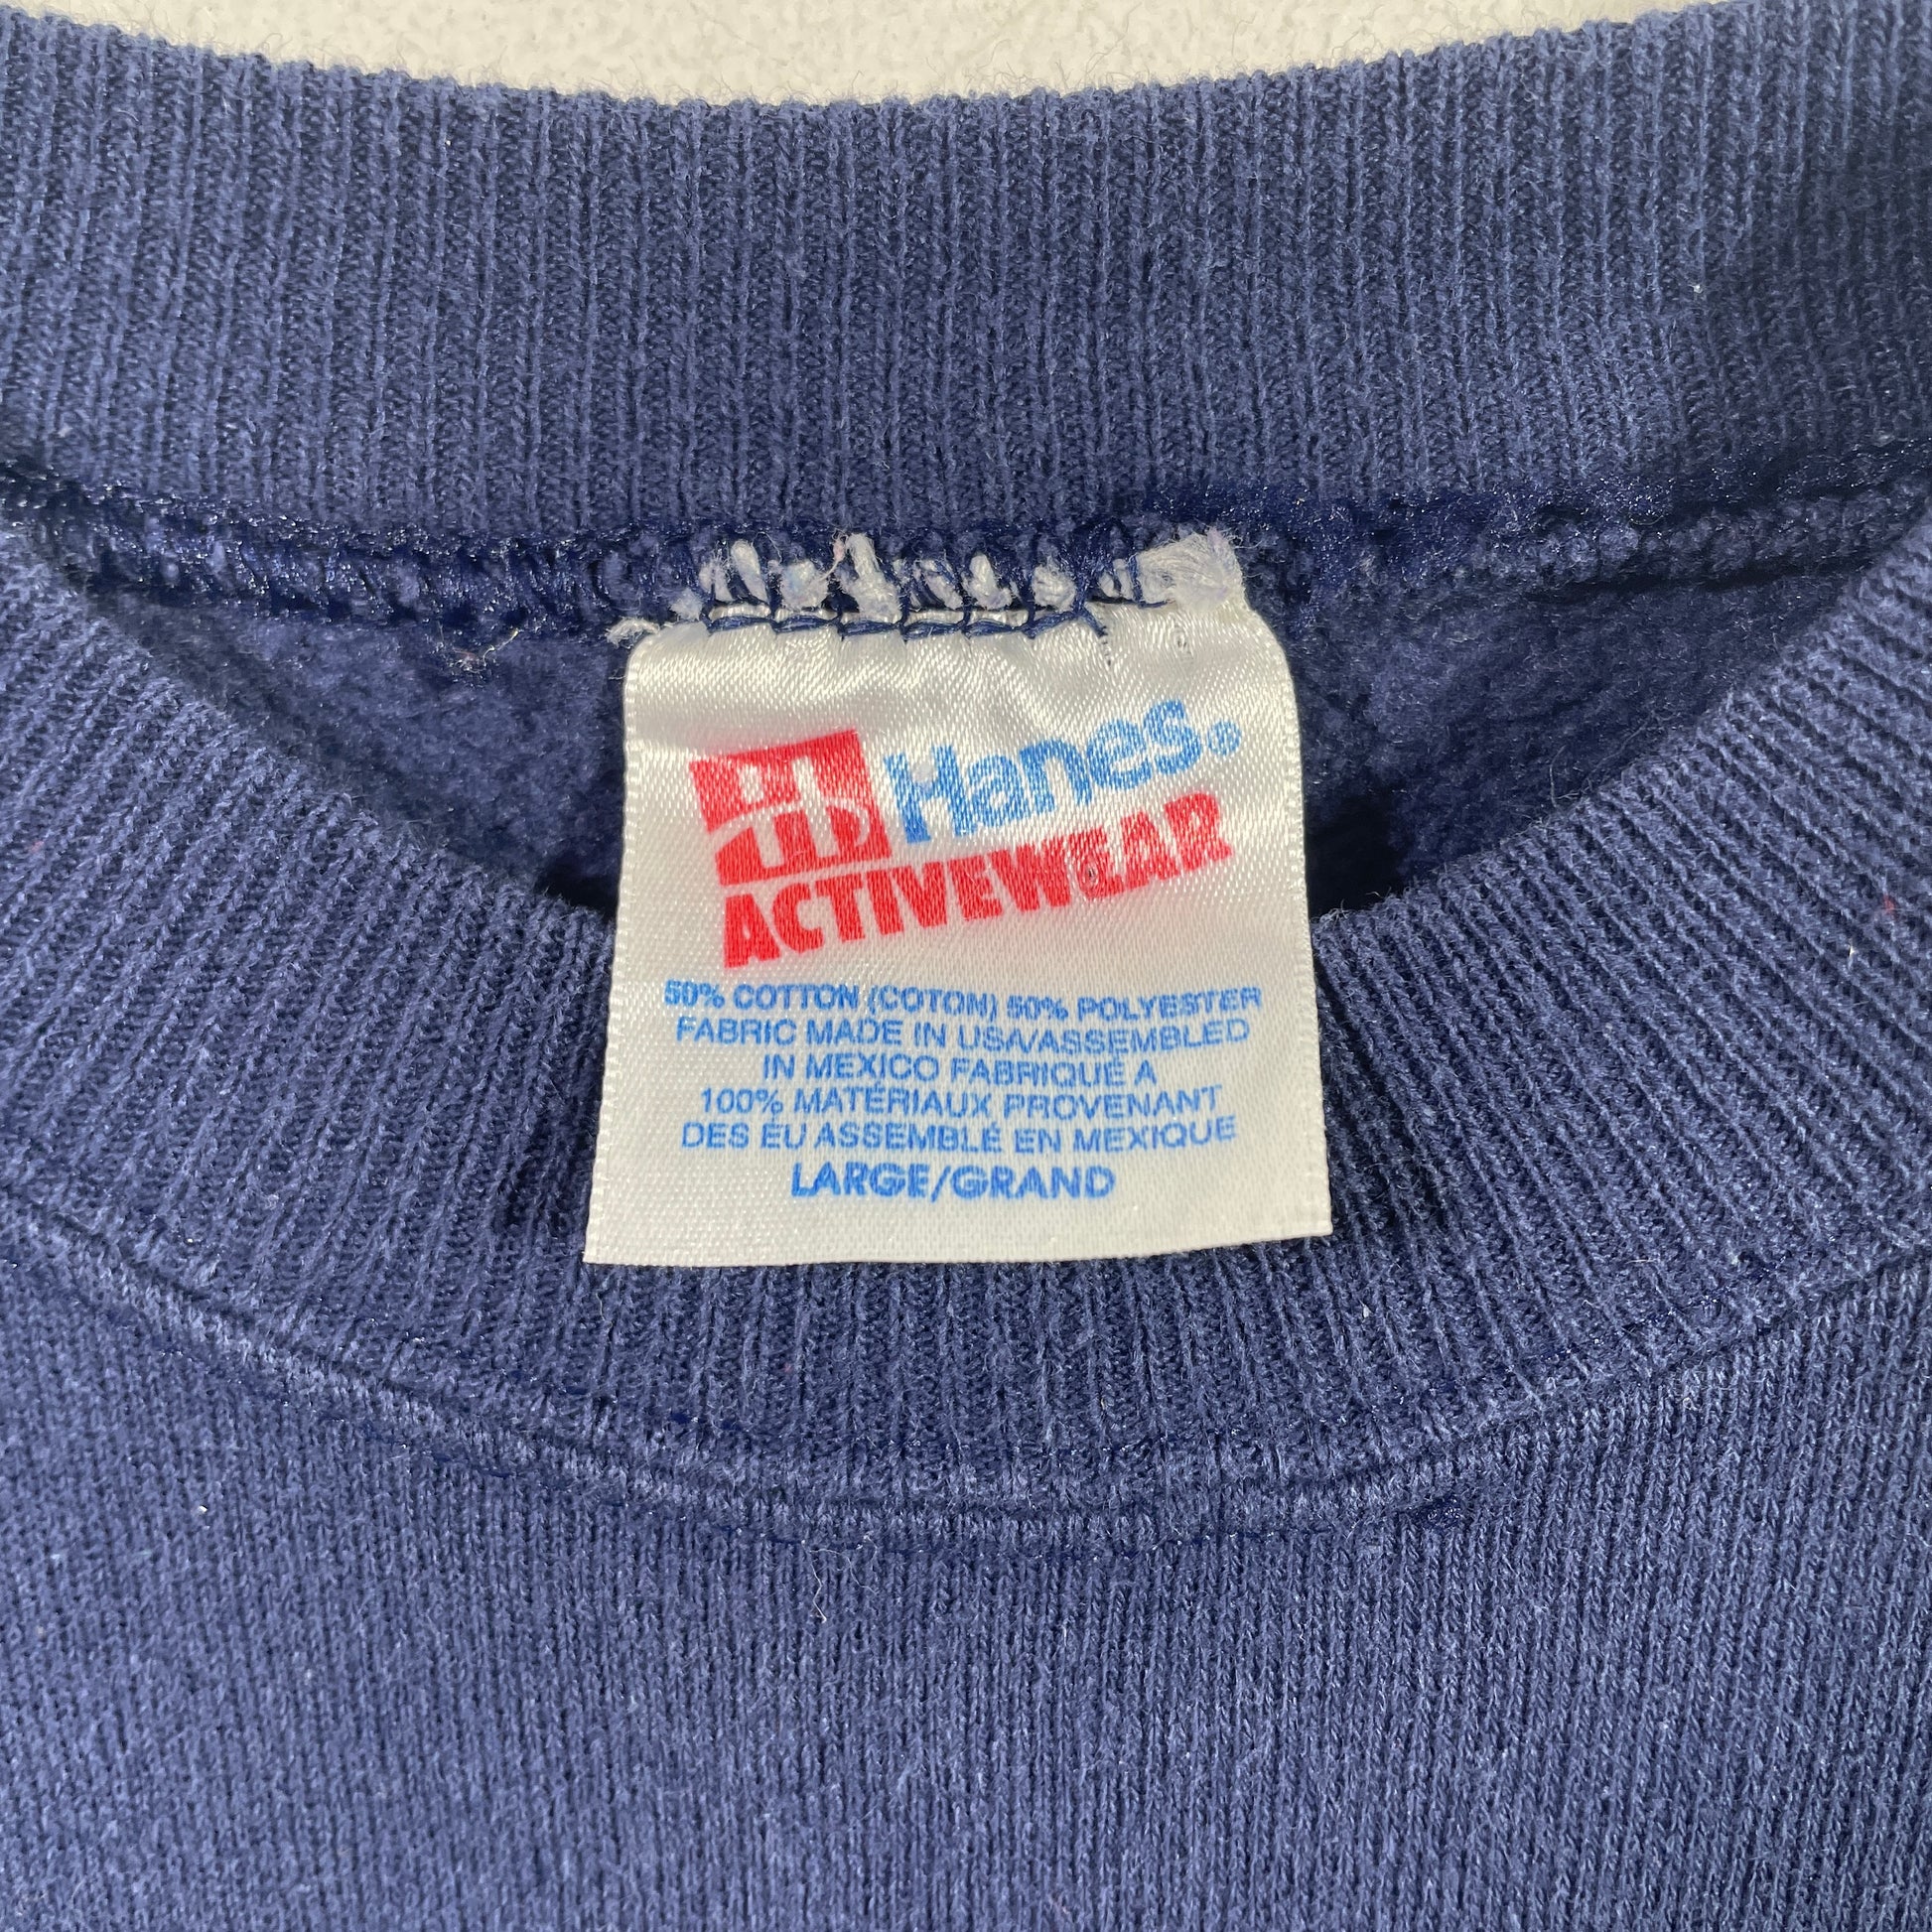 Hanes®
ACTIVEWEAR
50% COTTON (COTON) 50% POLYESTER
FABRIC MADE IN USA/ASSEMBLED
IN MEXICO FABRIQUÉ A
100% MATÉRIAUX PROVENANT
DES EU ASSEMBLÉ EN MEXIQUE
LARGE/GRAND